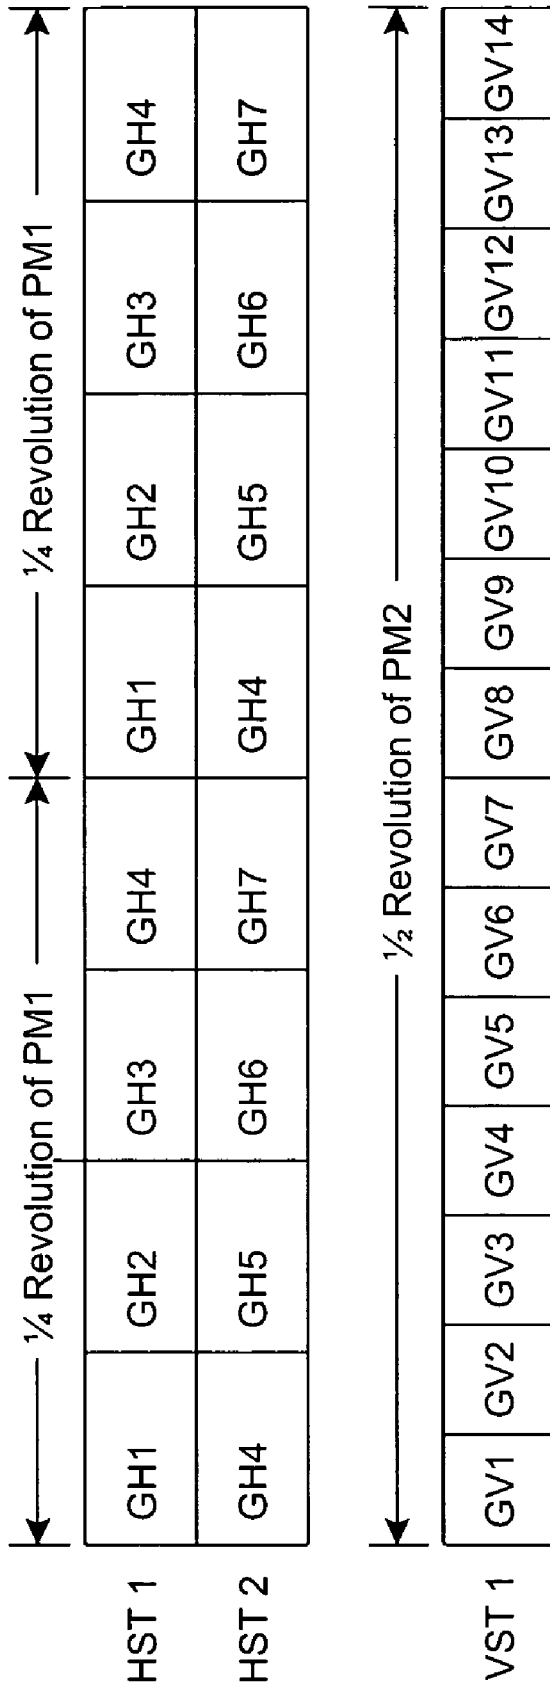 ¼ Revolution of PM1 ¼ Revolution of PM1
HST 1 GH1 GH2 GH3 GH4 GH1 GH2 GH3 GH4
HST 2 GH4 GH5 GH6 GH7 GH4 GH5 GH6 GH7
½ Revolution of PM2
VST 1 GV1 GV2 GV3 GV4 GV5 GV6 GV7 GV8 GV9 GV10 GV11 GV12 GV13 GV14